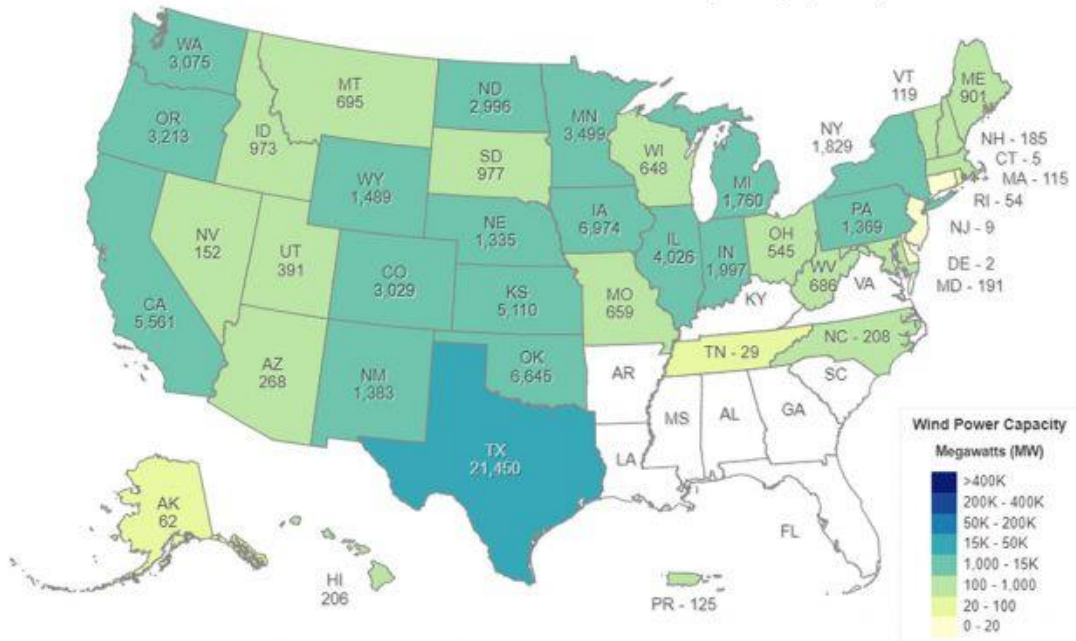 WA
3,075
OR
3,213
CA
5,561
ID
973
NV
152
MT
695
WY
1,489
UT
391
AZ
268
CO
3,029
NM
1,383
ND
2,996
SD
977
NE
1,335
KS
5,110
OK
6,645
TX
21,450
MN
3,499
IA
6,974
MO
659
AR
LA
WI
648
IL
4,026
MI
1,760
IN
1,997
OH
545
KY
TN - 29
MS
AL
GA
FL
SC
NC - 208
VA
WV
686
PA
1,369
NY
1,829
VT
119
ME
901
NH - 185
CT - 5
MA - 115
RI - 54
NJ - 9
DE - 2
MD - 191
AK
62
HI
206
PR - 125
Wind Power Capacity
Megawatts (MW)
>400K
200K - 400K
50K - 200K
15K - 50K
1,000 - 15K
100 - 1,000
20 - 100
0 - 20